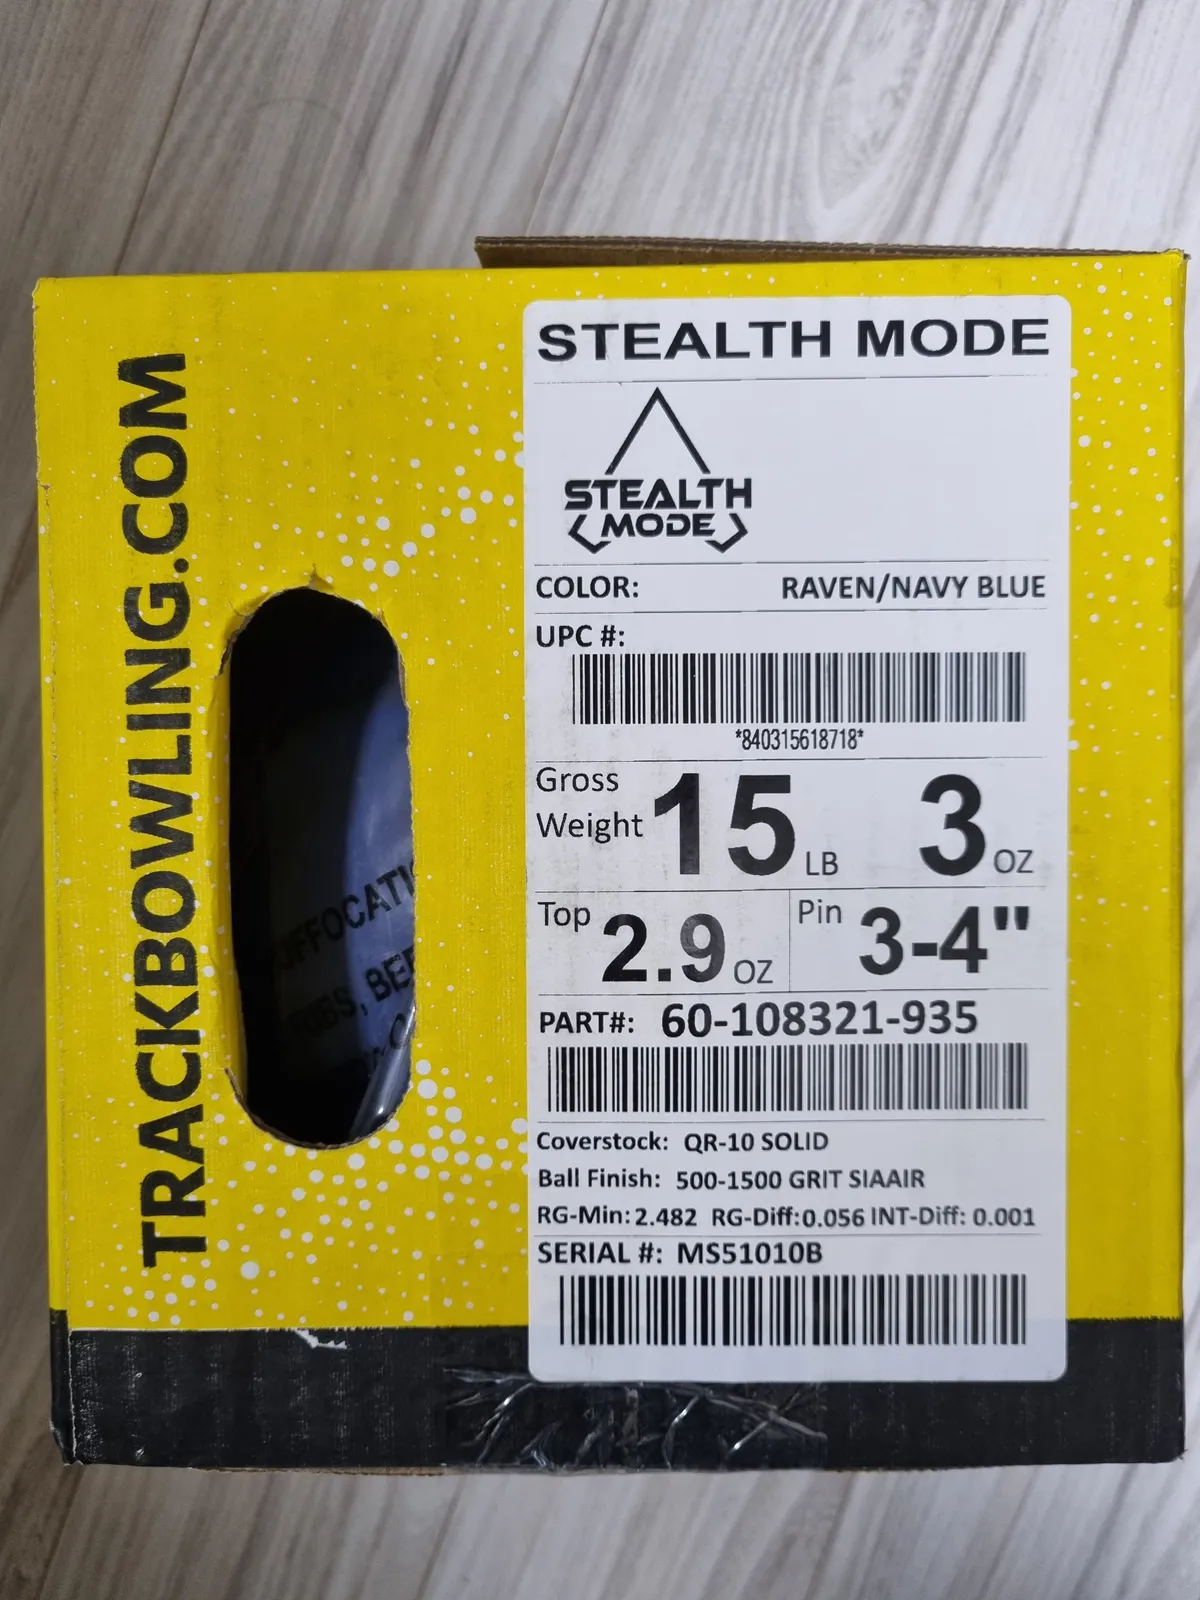 TRACKBOWLING.COM
STEALTH MODE
STEALTH
MODE
COLOR: RAVEN/NAVY BLUE
UPC #:
*840315618718*
Gross Weight 15 LB 3 OZ
Top 2.9 OZ Pin 3-4"
PART#: 60-108321-935
Coverstock: QR-10 SOLID
Ball Finish: 500-1500 GRIT SIAAIR
RG-Min: 2.482 RG-Diff: 0.056 INT-Diff: 0.001
SERIAL #: MS51010B